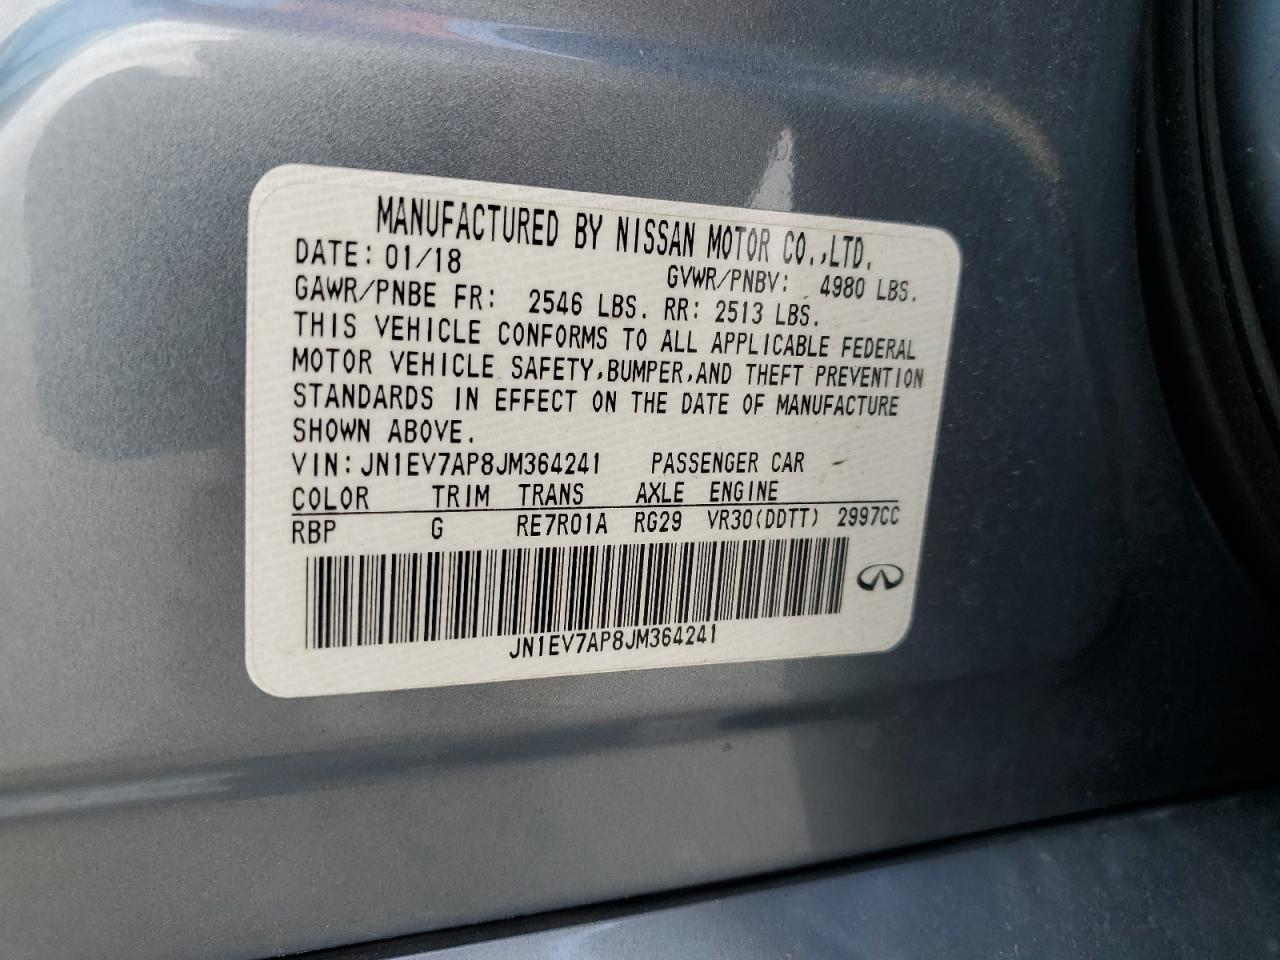 MANUFACTURED BY NISSAN MOTOR CO.,LTD.
DATE: 01/18 GVWR/PNBV: 4980 LBS.
GAWR/PNBE FR: 2546 LBS. RR: 2513 LBS.
THIS VEHICLE CONFORMS TO ALL APPLICABLE FEDERAL
MOTOR VEHICLE SAFETY,BUMPER,AND THEFT PREVENTION
STANDARDS IN EFFECT ON THE DATE OF MANUFACTURE
SHOWN ABOVE.
VIN: JN1EV7AP8JM364241 PASSENGER CAR
COLOR TRIM TRANS AXLE ENGINE
RBP G RE7R01A RG29 VR30(DDTT) 2997CC
JN1EV7AP8JM364241